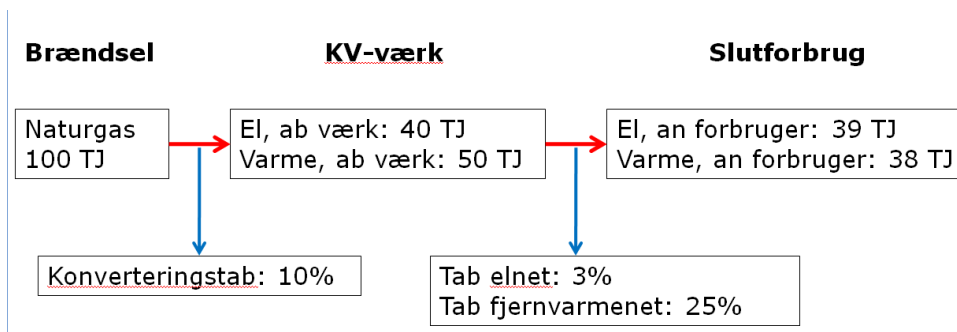 Brændsel
KV-værk
Slutforbrug
Naturgas
100 TJ
El, ab værk: 40 TJ
Varme, ab værk: 50 TJ
El, an forbruger: 39 TJ
Varme, an forbruger: 38 TJ
Konverteringstab: 10%
Tab elnet: 3%
Tab fjernvarmenet: 25%